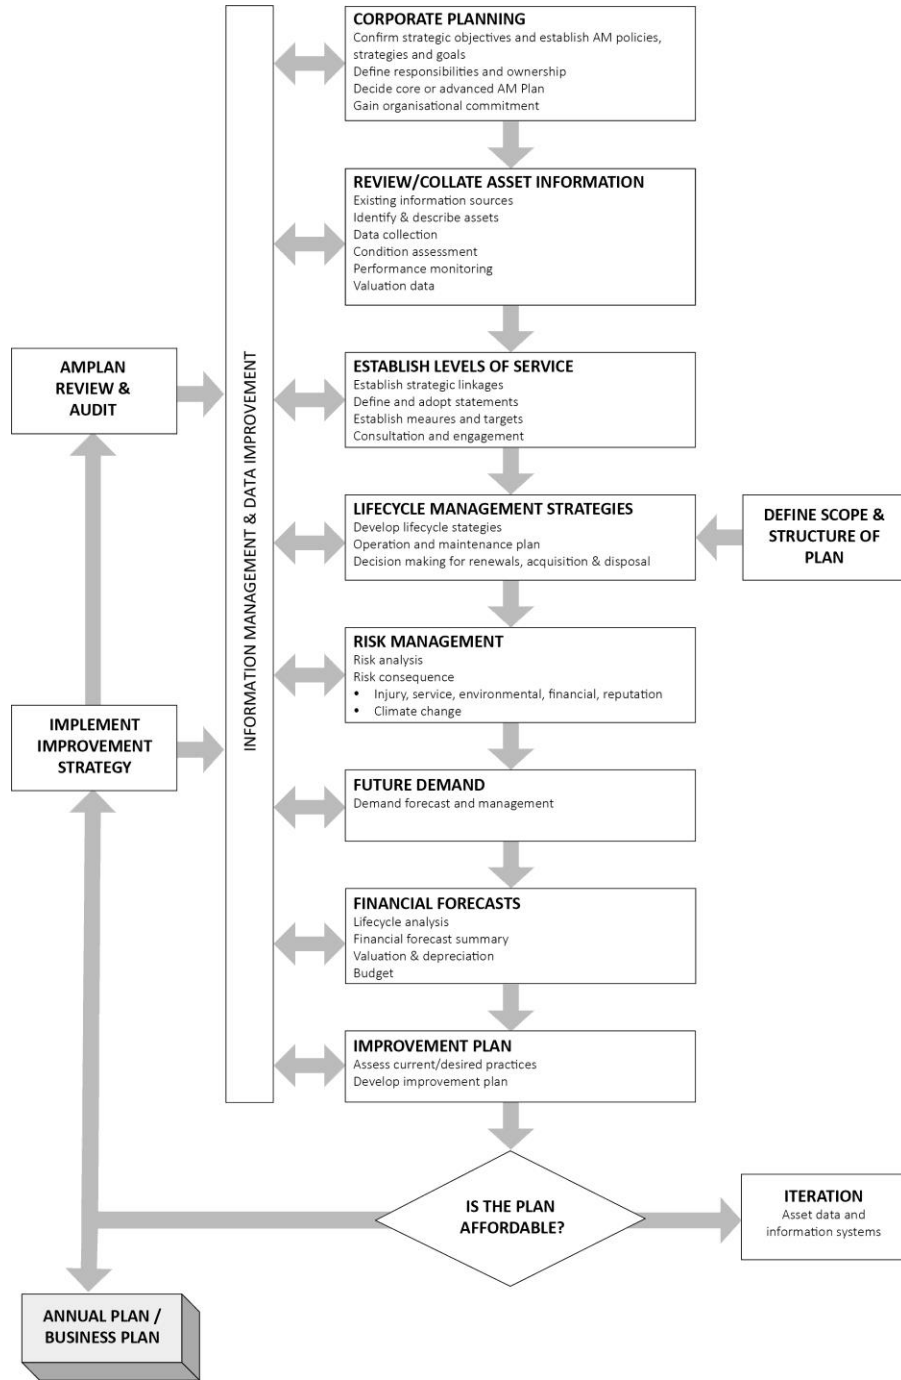 CORPORATE PLANNING
Confirm strategic objectives and establish AM policies,
strategies and goals
Define responsibilities and ownership
Decide core or advanced AM Plan
Gain organisational commitment
REVIEW/COLLATE ASSET INFORMATION
Existing information sources
Identify & describe assets
Data collection
Condition assessment
Performance monitoring
Valuation data
AMPLAN
REVIEW &
AUDIT
INFORMATION MANAGEMENT & DATA IMPROVEMENT
ESTABLISH LEVELS OF SERVICE
Establish strategic linkages
Define and adopt statements
Establish meaures and targets
Consultation and engagement
LIFECYCLE MANAGEMENT STRATEGIES
Develop lifecycle stategies
Operation and maintenance plan
Decision making for renewals, acquisition & disposal
DEFINE SCOPE &
STRUCTURE OF
PLAN
RISK MANAGEMENT
Risk analysis
Risk consequence
• Injury, service, environmental, financial, reputation
• Climate change
IMPLEMENT
IMPROVEMENT
STRATEGY
FUTURE DEMAND
Demand forecast and management
FINANCIAL FORECASTS
Lifecycle analysis
Financial forecast summary
Valuation & depreciation
Budget
IMPROVEMENT PLAN
Assess current/desired practices
Develop improvement plan
IS THE PLAN
AFFORDABLE?
ITERATION
Asset data and
information systems
ANNUAL PLAN /
BUSINESS PLAN